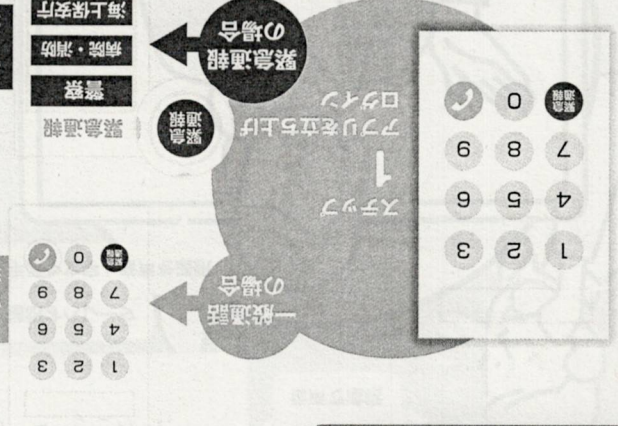 1 2 3
4 5 6
7 8 9
緊急
通報 0
ステップ
1
アプリを立ち上げ
ログイン
一般通話
の場合
1 2 3
4 5 6
7 8 9
緊急
通報 0
緊急通報
の場合
緊急
通報
緊急通報
警察
病院・消防
海上保安庁